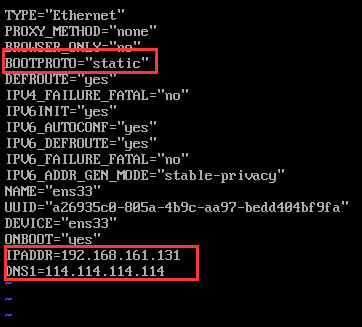 TYPE="Ethernet"
PROXY_METHOD="none"
BROWSER_ONLY="no"
BOOTPROTO="static"
DEFROUTE="yes"
IPV4_FAILURE_FATAL="no"
IPV6INIT="yes"
IPV6_AUTOCONF="yes"
IPV6_DEFROUTE="yes"
IPV6_FAILURE_FATAL="no"
IPV6_ADDR_GEN_MODE="stable-privacy"
NAME="ens33"
UUID="a26935c0-805a-4b9c-aa97-bedd404bf9fa"
DEVICE="ens33"
ONBOOT="yes"
IPADDR=192.168.161.131
DNS1=114.114.114.114
~
~
~